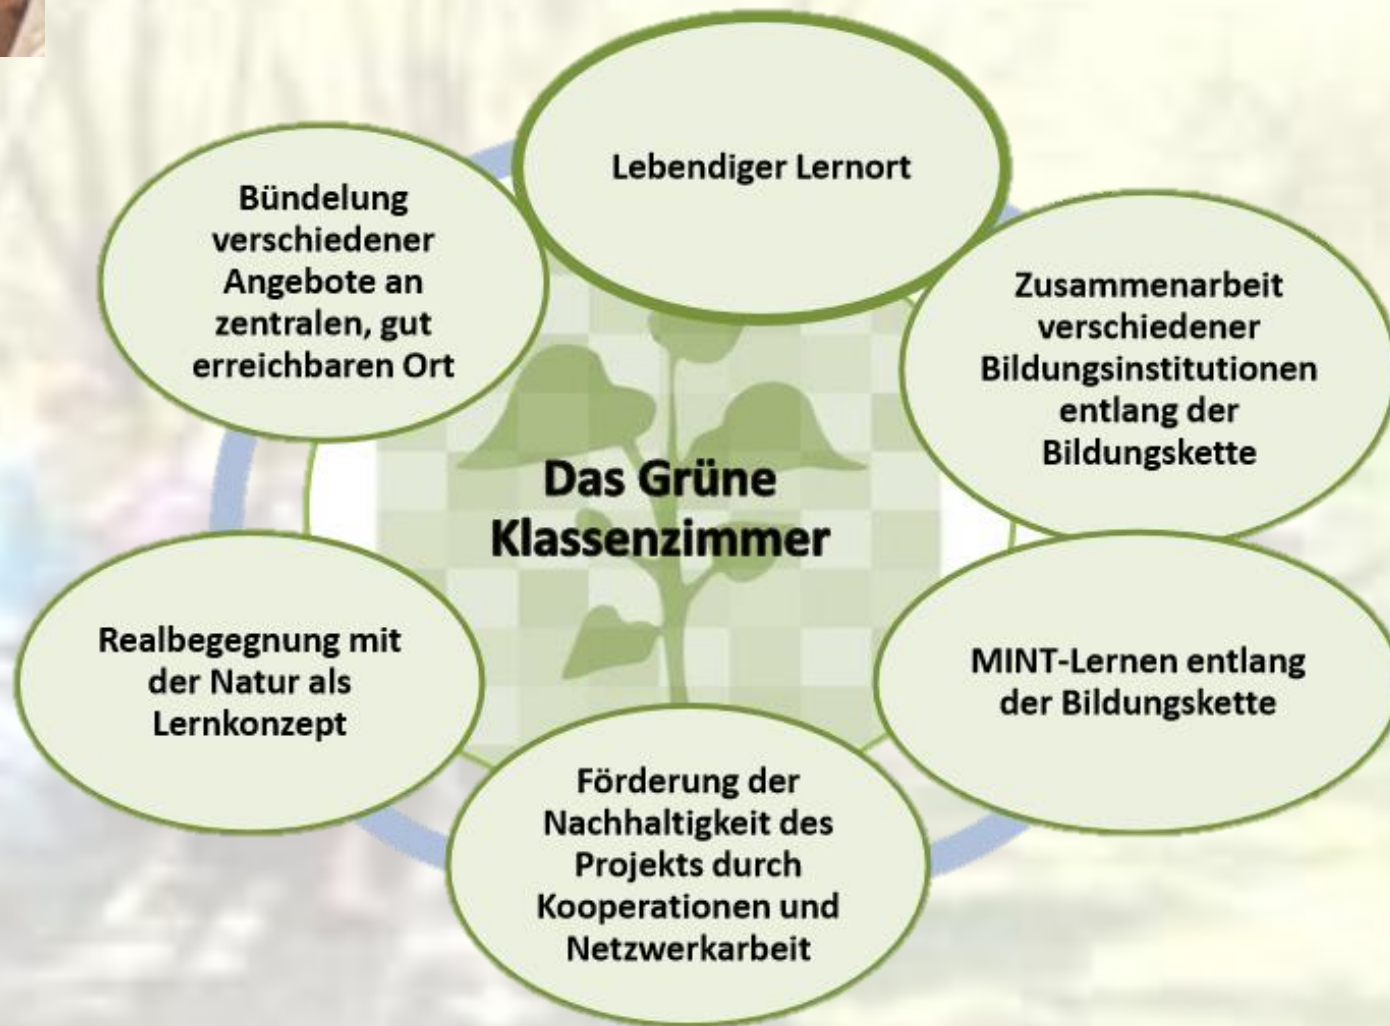 Lebendiger Lernort
Zusammenarbeit
verschiedener
Bildungsinstitutionen
entlang der
Bildungskette
MINT-Lernen entlang
der Bildungskette
Förderung der
Nachhaltigkeit des
Projekts durch
Kooperationen und
Netzwerkarbeit
Realbegegnung mit
der Natur als
Lernkonzept
Bündelung
verschiedener
Angebote an
zentralen, gut
erreichbaren Ort
Das Grüne
Klassenzimmer